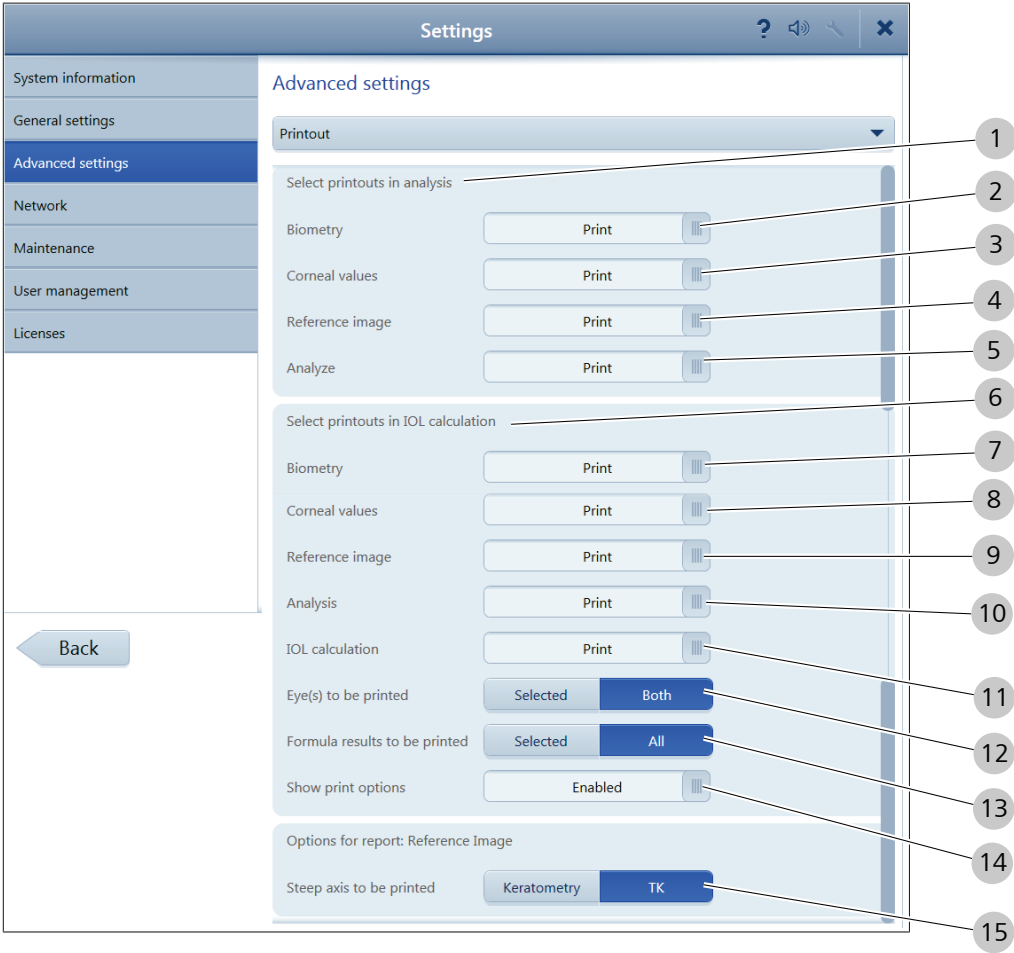 Settings
?
System information
General settings
Advanced settings
Network
Maintenance
User management
Licenses
Back
Advanced settings
Printout
Select printouts in analysis
Biometry Print
Corneal values Print
Reference image Print
Analyze Print
Select printouts in IOL calculation
Biometry Print
Corneal values Print
Reference image Print
Analysis Print
IOL calculation Print
Eye(s) to be printed Selected Both
Formula results to be printed Selected All
Show print options Enabled
Options for report: Reference Image
Steep axis to be printed Keratometry TK
1
2
3
4
5
6
7
8
9
10
11
12
13
14
15